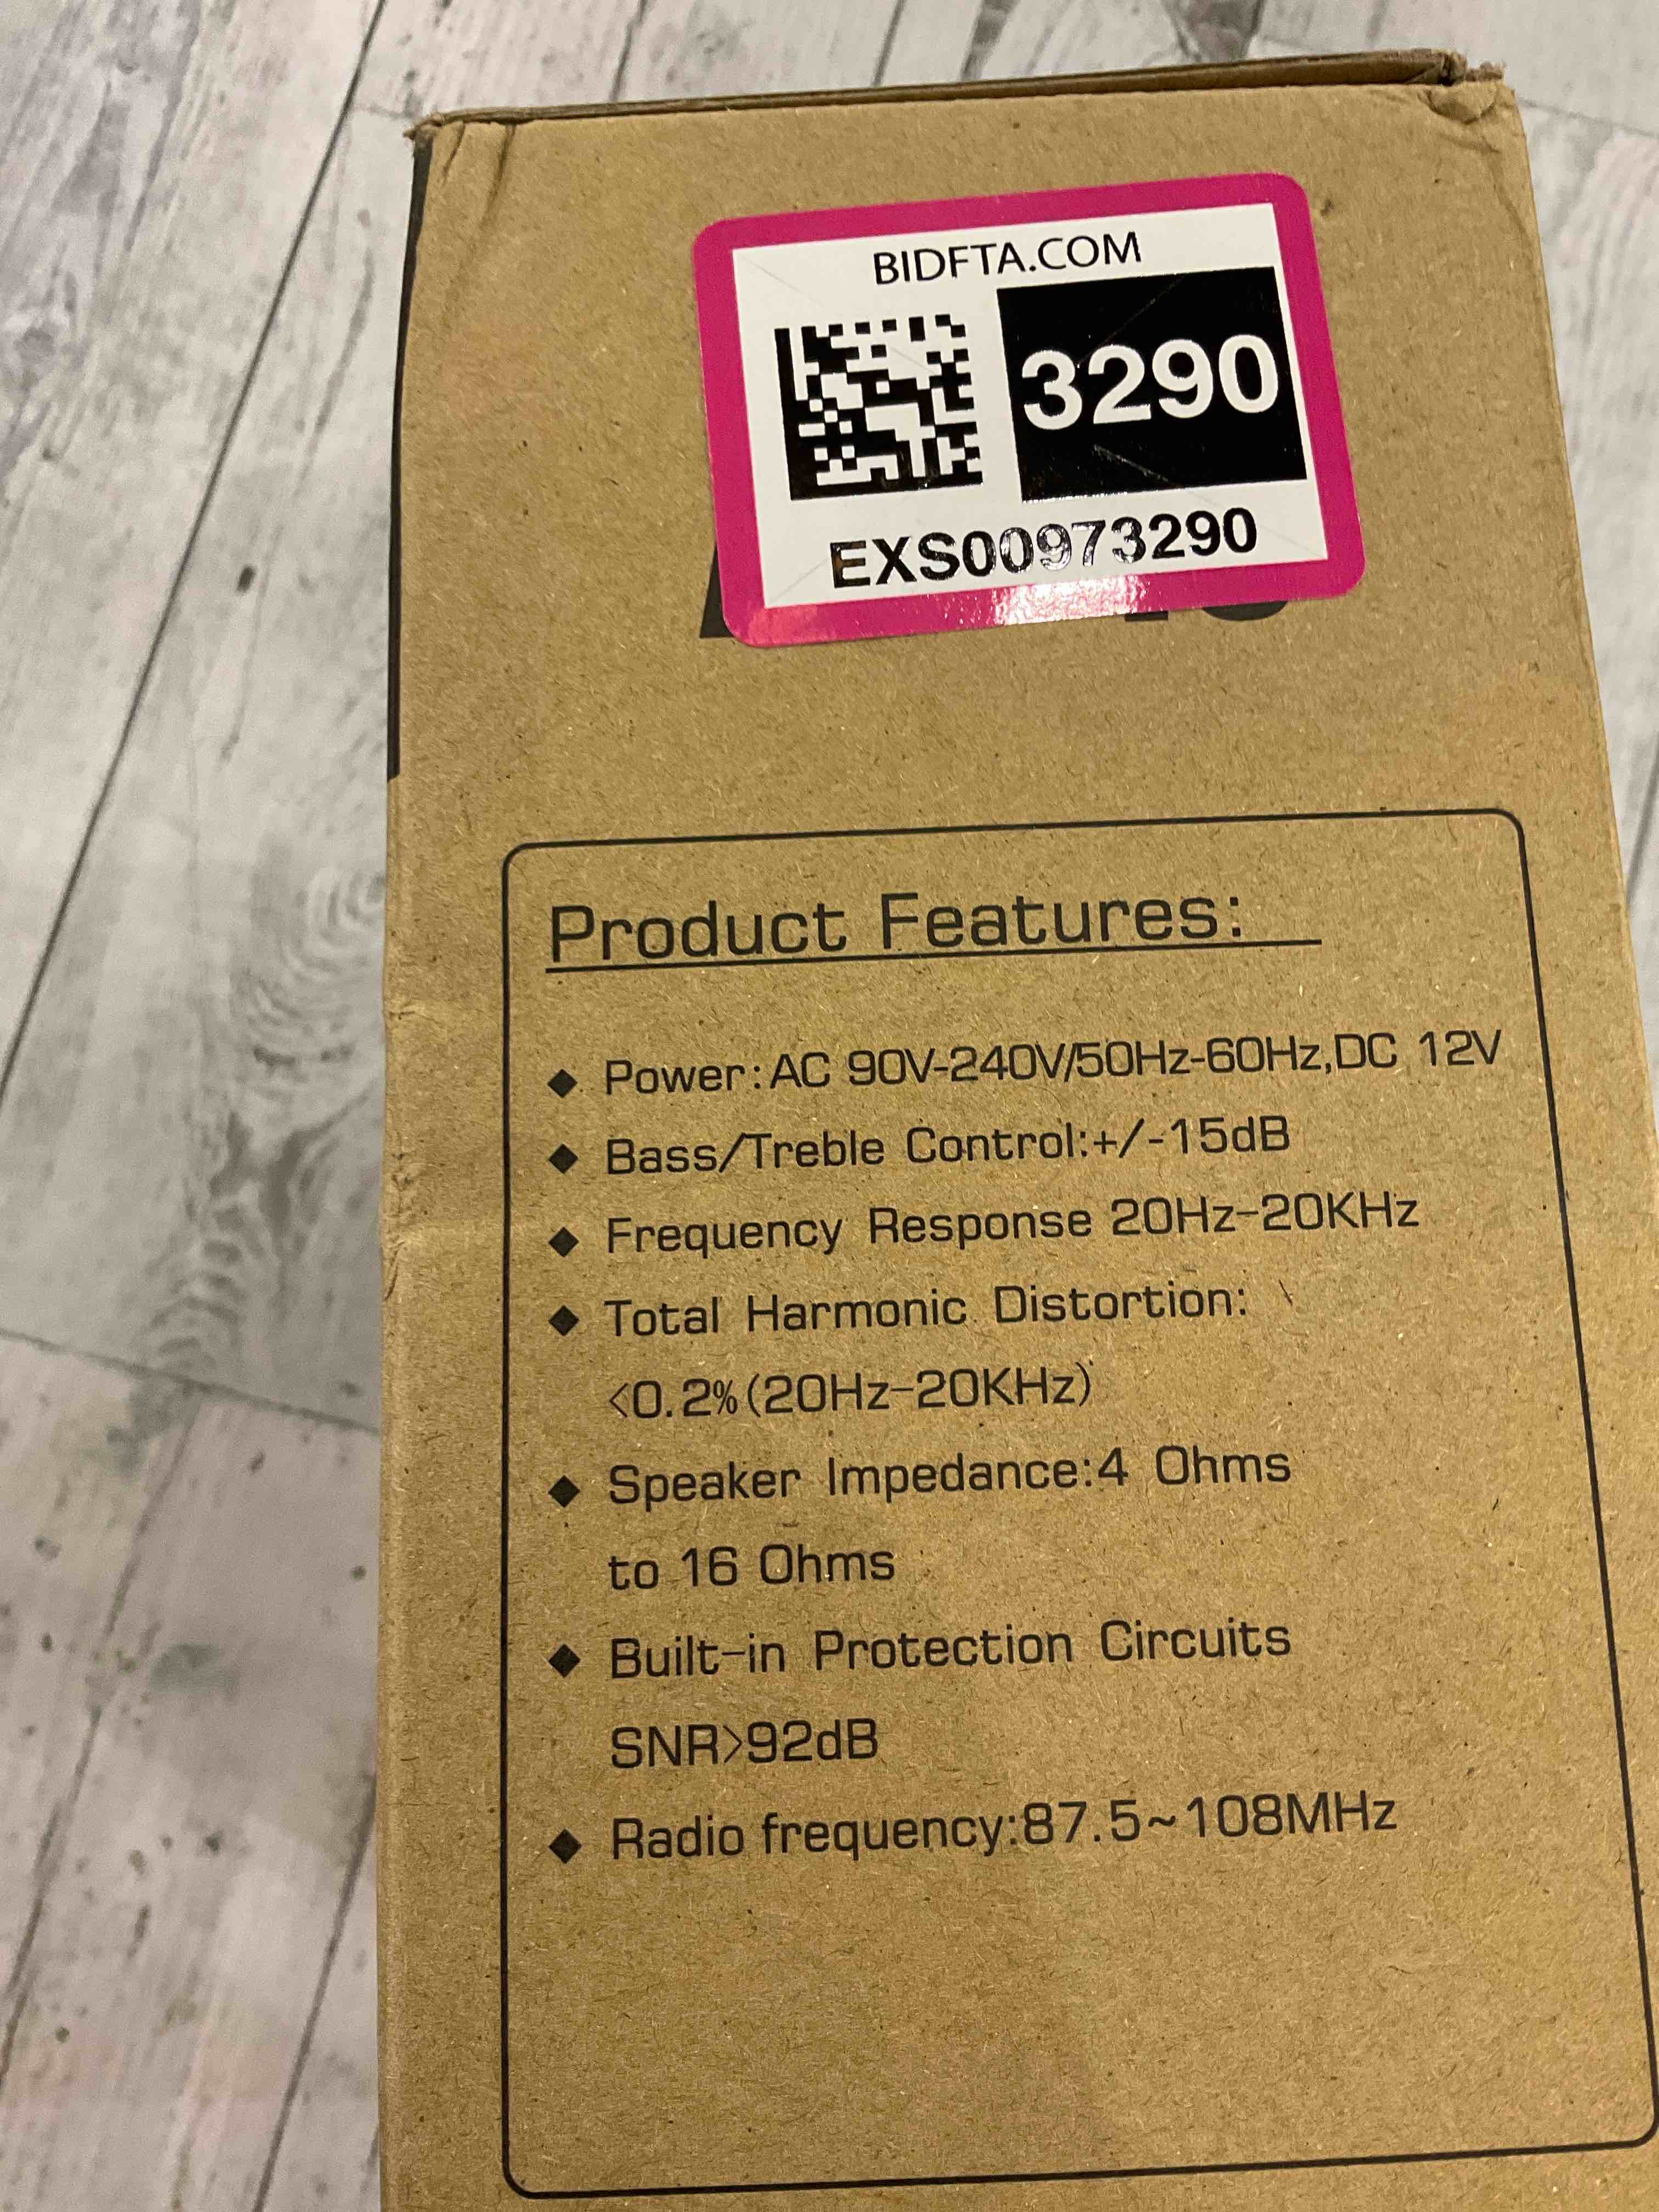 BIDFTA.COM
3290
EXS00973290
Product Features:
◆ Power:AC 90V-240V/50Hz-60Hz,DC 12V
◆ Bass/Treble Control:+/-15dB
◆ Frequency Response 20Hz-20KHz
◆ Total Harmonic Distortion:
<0.2%(20Hz-20KHz)
◆ Speaker Impedance:4 Ohms
to 16 Ohms
◆ Built-in Protection Circuits
SNR>92dB
◆ Radio frequency:87.5~108MHz